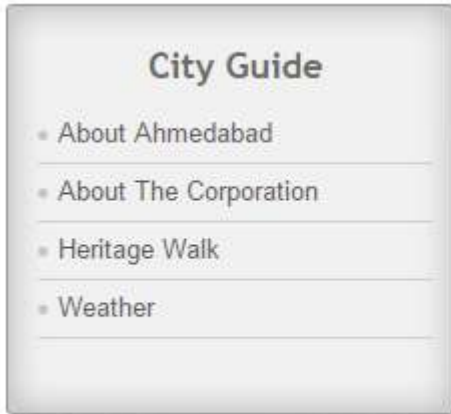 City Guide
About Ahmedabad
About The Corporation
Heritage Walk
Weather